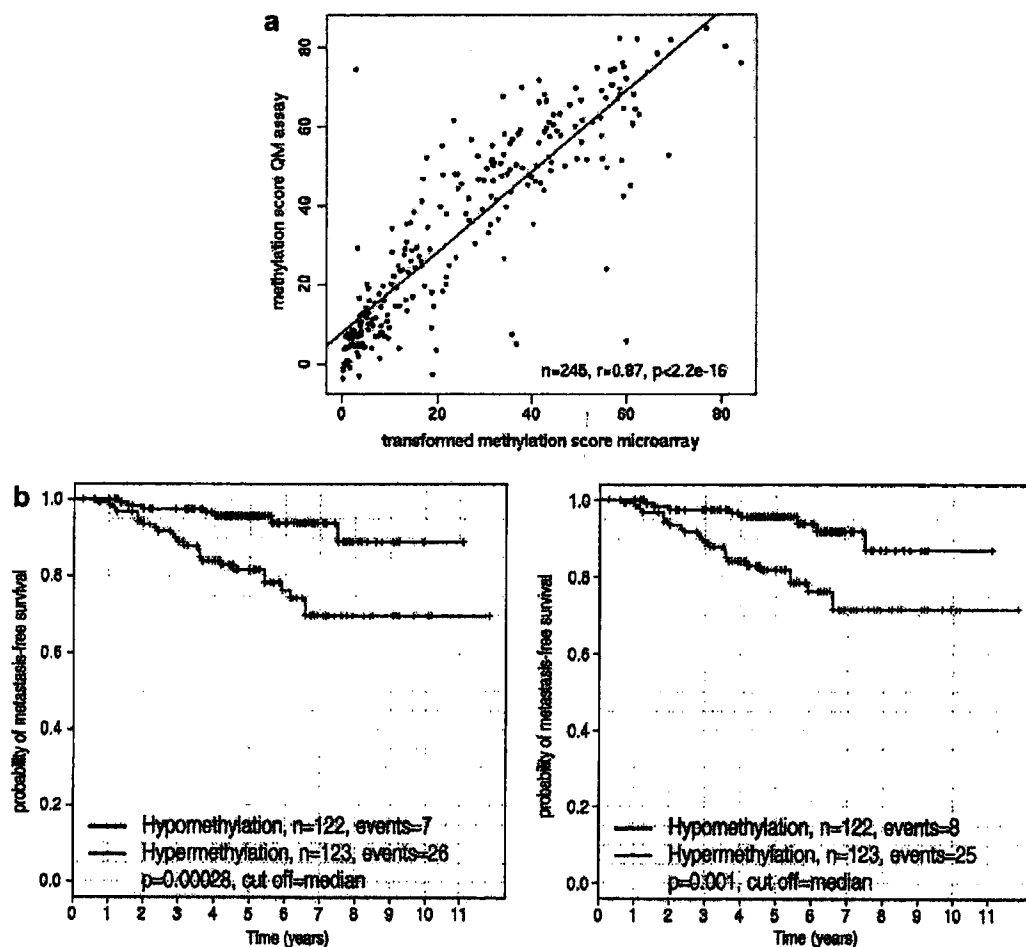 a
methylation score QM assay
80
60
40
20
0
n=245, r=0.87, p<2.2e-16
0 20 40 60 80
transformed methylation score microarray
b
probability of metastasis-free survival
1.0
0.8
0.6
0.4
0.2
0.0
Hypomethylation, n=122, events=7
Hypermethylation, n=123, events=26
p=0.00028, cut off=median
0 1 2 3 4 5 6 7 8 9 10 11
Time (years)
probability of metastasis-free survival
1.0
0.8
0.6
0.4
0.2
0.0
Hypomethylation, n=122, events=8
Hypermethylation, n=123, events=25
p=0.001, cut off=median
0 1 2 3 4 5 6 7 8 9 10 11
Time (years)